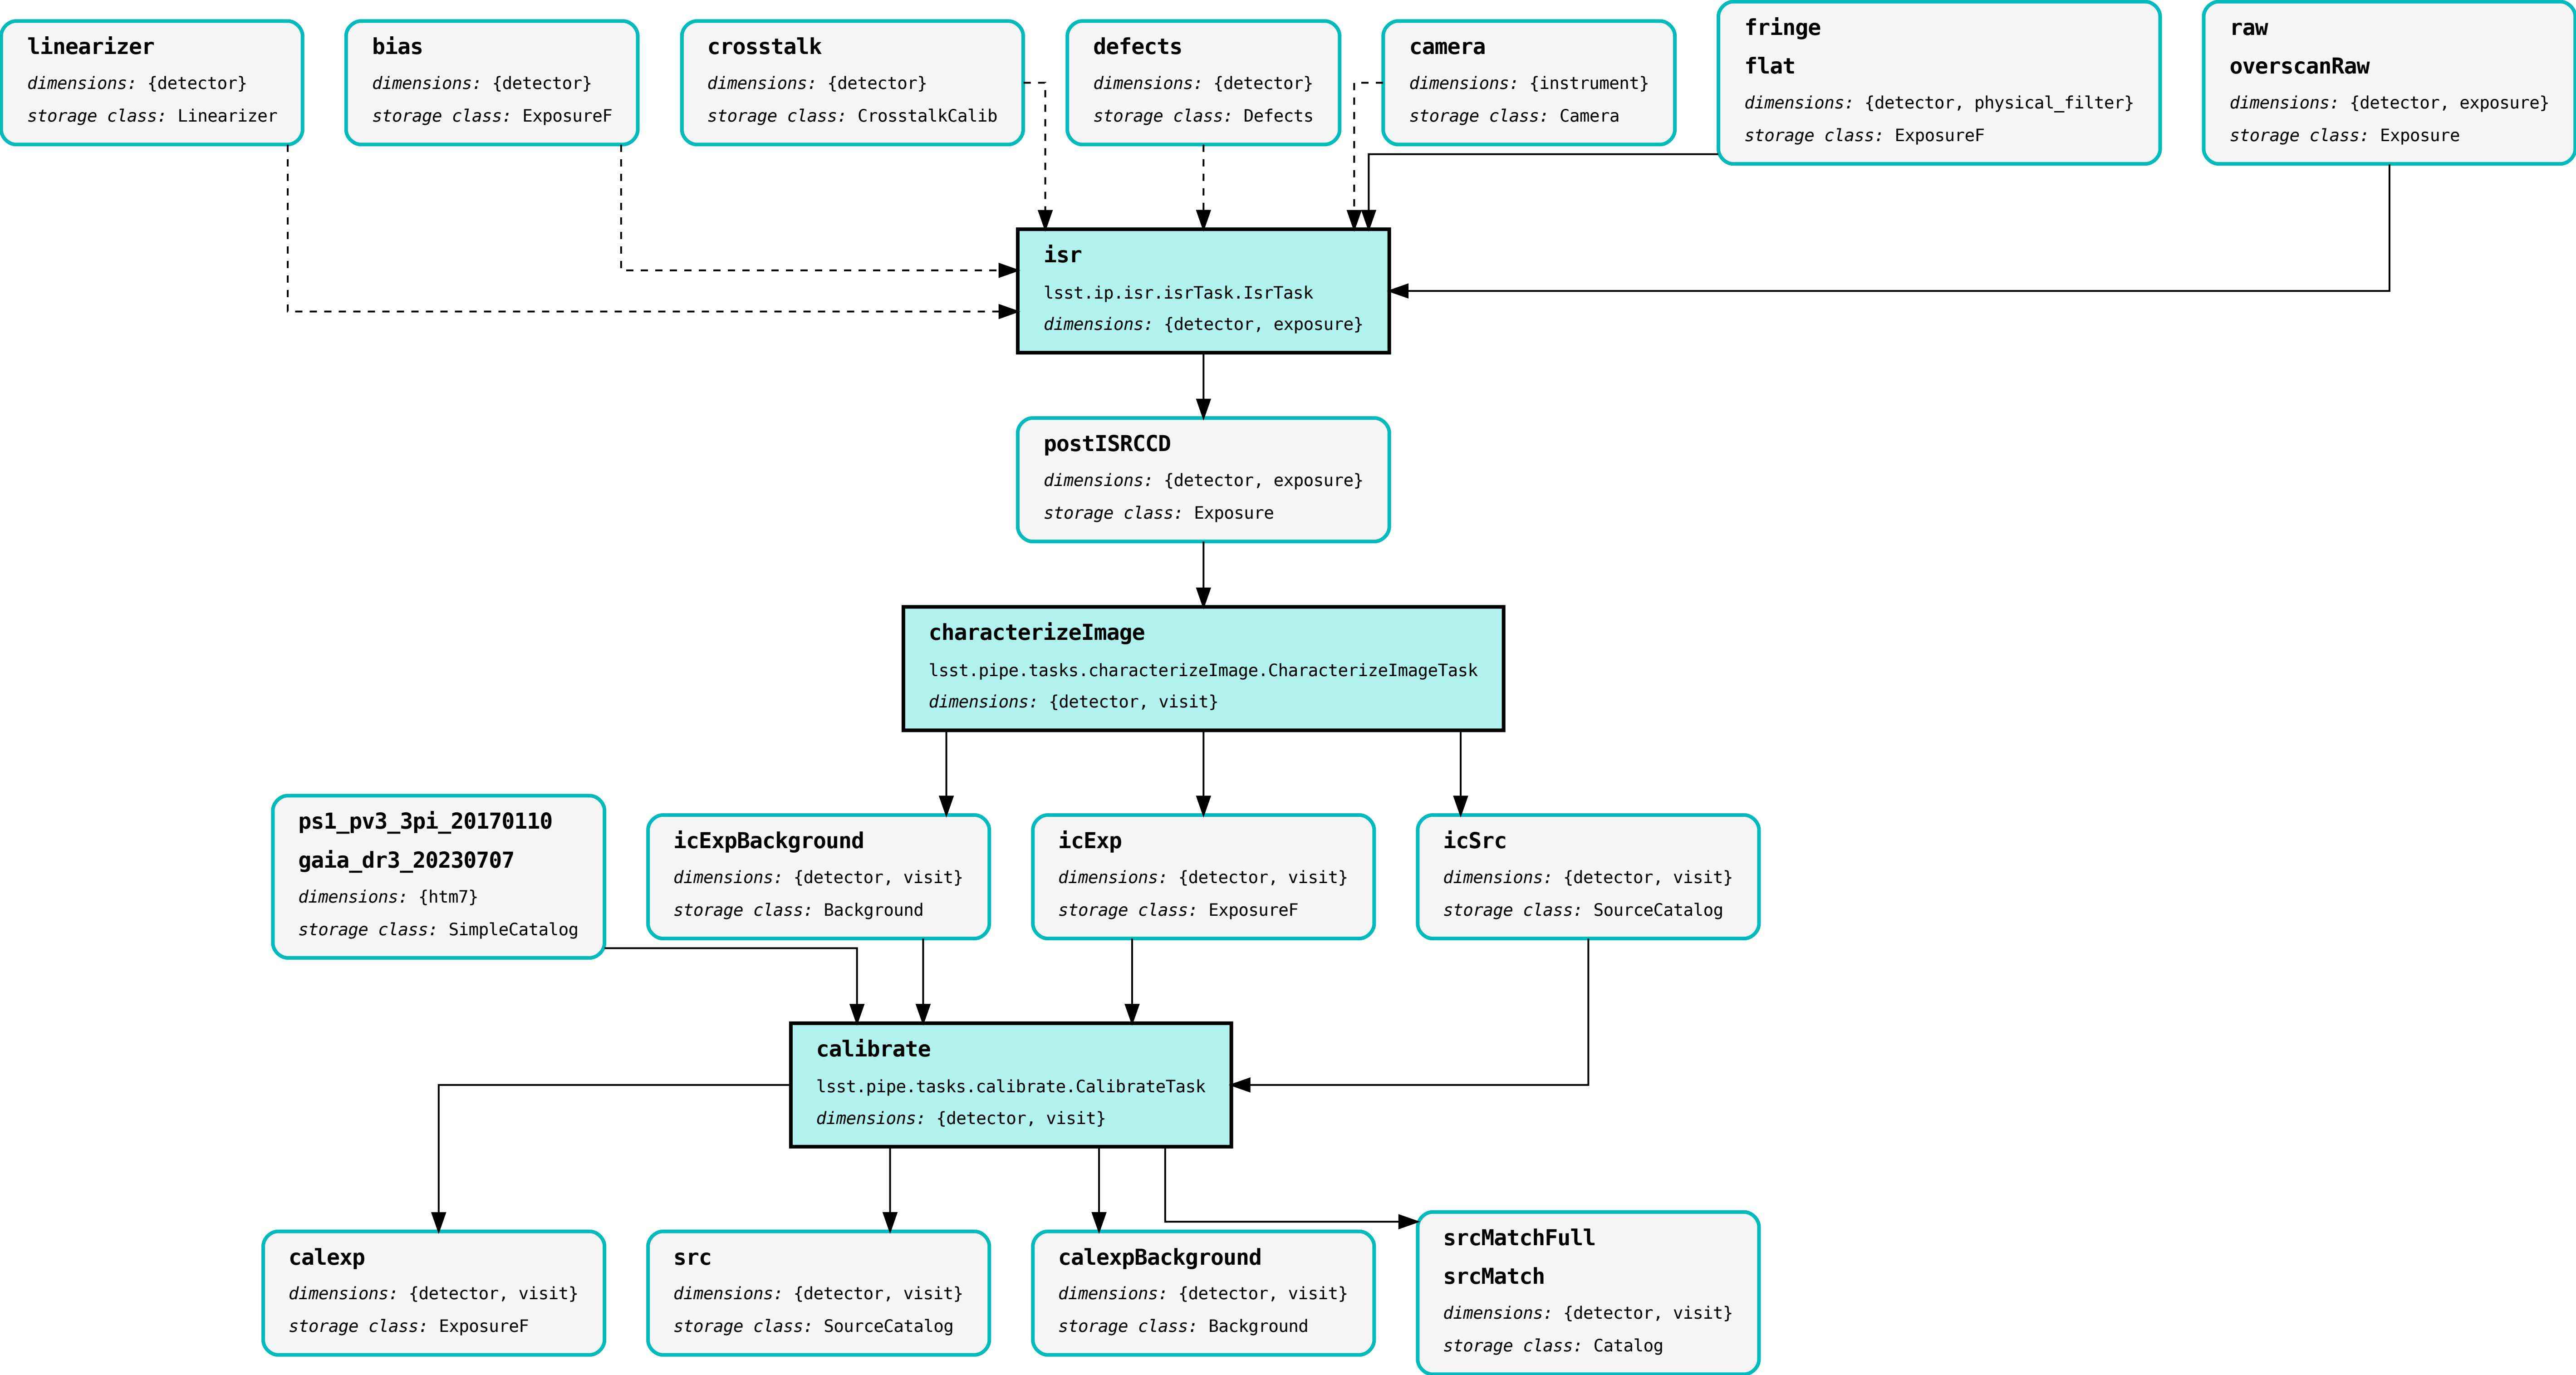 linearizer
dimensions: {detector}
storage class: Linearizer
bias
dimensions: {detector}
storage class: ExposureF
crosstalk
dimensions: {detector}
storage class: CrosstalkCalib
defects
dimensions: {detector}
storage class: Defects
camera
dimensions: {instrument}
storage class: Camera
fringe
flat
dimensions: {detector, physical_filter}
storage class: ExposureF
raw
overscanRaw
dimensions: {detector, exposure}
storage class: Exposure
isr
lsst.ip.isr.isrTask.IsrTask
dimensions: {detector, exposure}
postISRCCD
dimensions: {detector, exposure}
storage class: Exposure
characterizeImage
lsst.pipe.tasks.characterizeImage.CharacterizeImageTask
dimensions: {detector, visit}
ps1_pv3_3pi_20170110
gaia_dr3_20230707
dimensions: {htm7}
storage class: SimpleCatalog
icExpBackground
dimensions: {detector, visit}
storage class: Background
icExp
dimensions: {detector, visit}
storage class: ExposureF
icSrc
dimensions: {detector, visit}
storage class: SourceCatalog
calibrate
lsst.pipe.tasks.calibrate.CalibrateTask
dimensions: {detector, visit}
calexp
dimensions: {detector, visit}
storage class: ExposureF
src
dimensions: {detector, visit}
storage class: SourceCatalog
calexpBackground
dimensions: {detector, visit}
storage class: Background
srcMatchFull
srcMatch
dimensions: {detector, visit}
storage class: Catalog